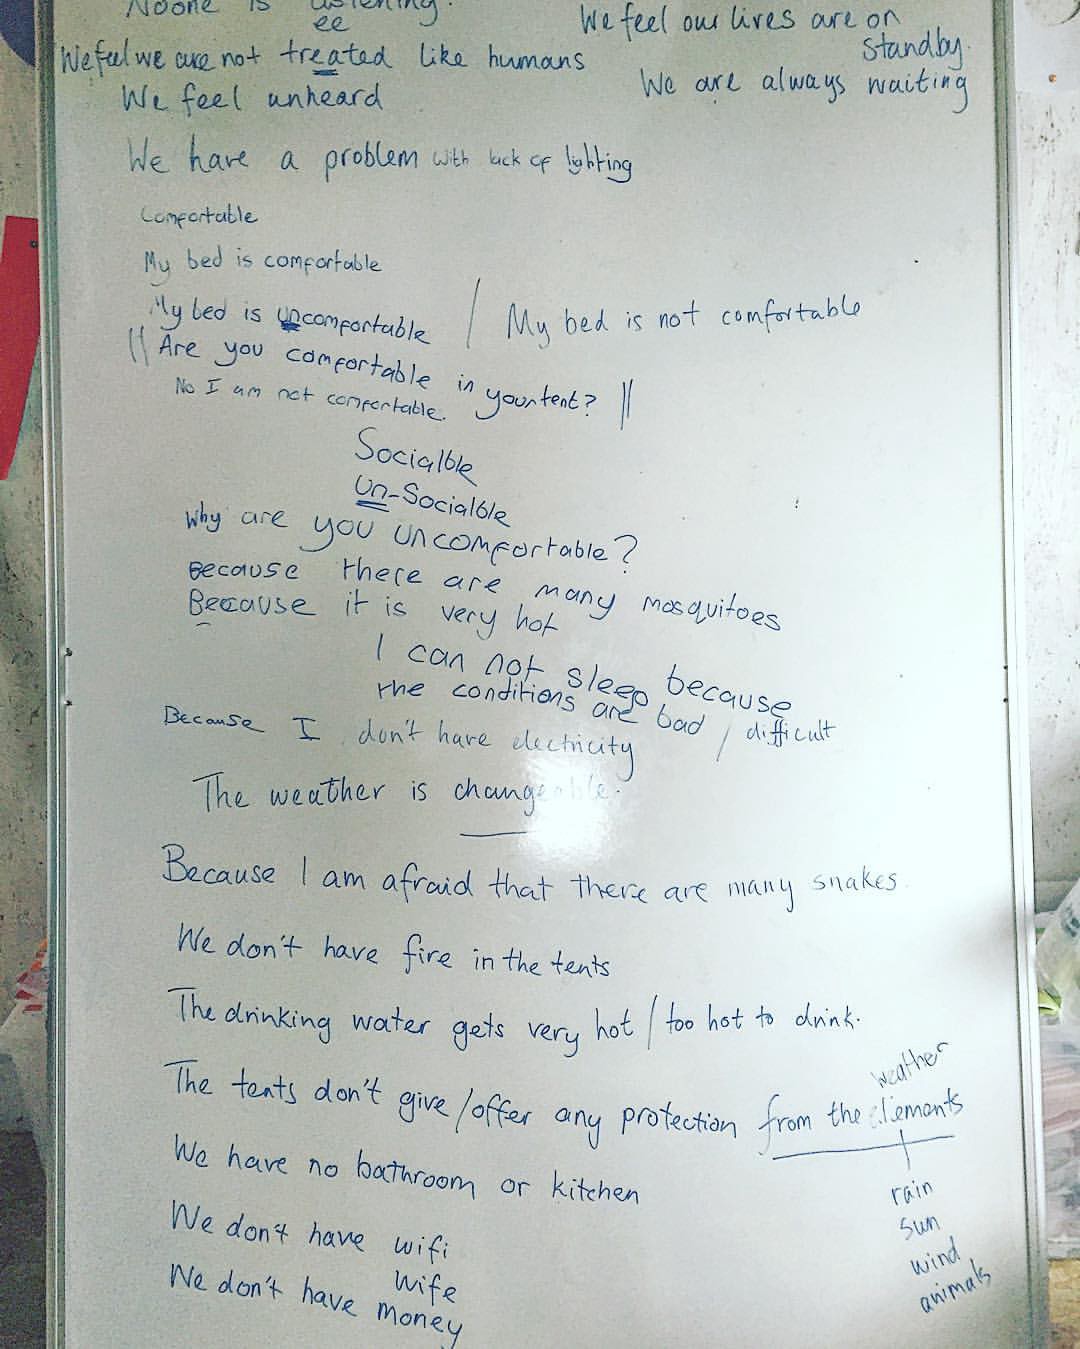 Noone is listening.
ee
We feel our lives are on
standby.
We feel we are not treated like humans
We are always waiting
We feel unheard
We have a problem with lack of lighting
Comfortable
My bed is comfortable
My bed is uncomfortable / My bed is not comfortable
Are you comfortable in your tent?
No I am not comfortable.
Socialble
Un-Socialble
Why are you uncomfortable?
Because there are many mosquitoes
Because it is very hot
I can not sleep because
the conditions are bad / difficult
Because I don't have electricity
The weather is changeable.
Because I am afraid that there are many snakes.
We don't have fire in the tents
The drinking water gets very hot / too hot to drink.
weather
The tents don't give / offer any protection from the elements
rain
sun
wind
animals
We have no bathroom or kitchen
We don't have wifi
wife
We don't have money